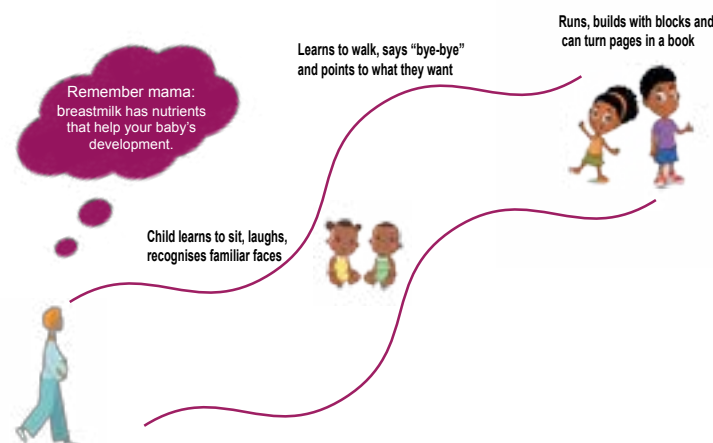 Remember mama:
breastmilk has nutrients
that help your baby's
development.
Child learns to sit, laughs,
recognises familiar faces
Learns to walk, says “bye-bye”
and points to what they want
Runs, builds with blocks and
can turn pages in a book